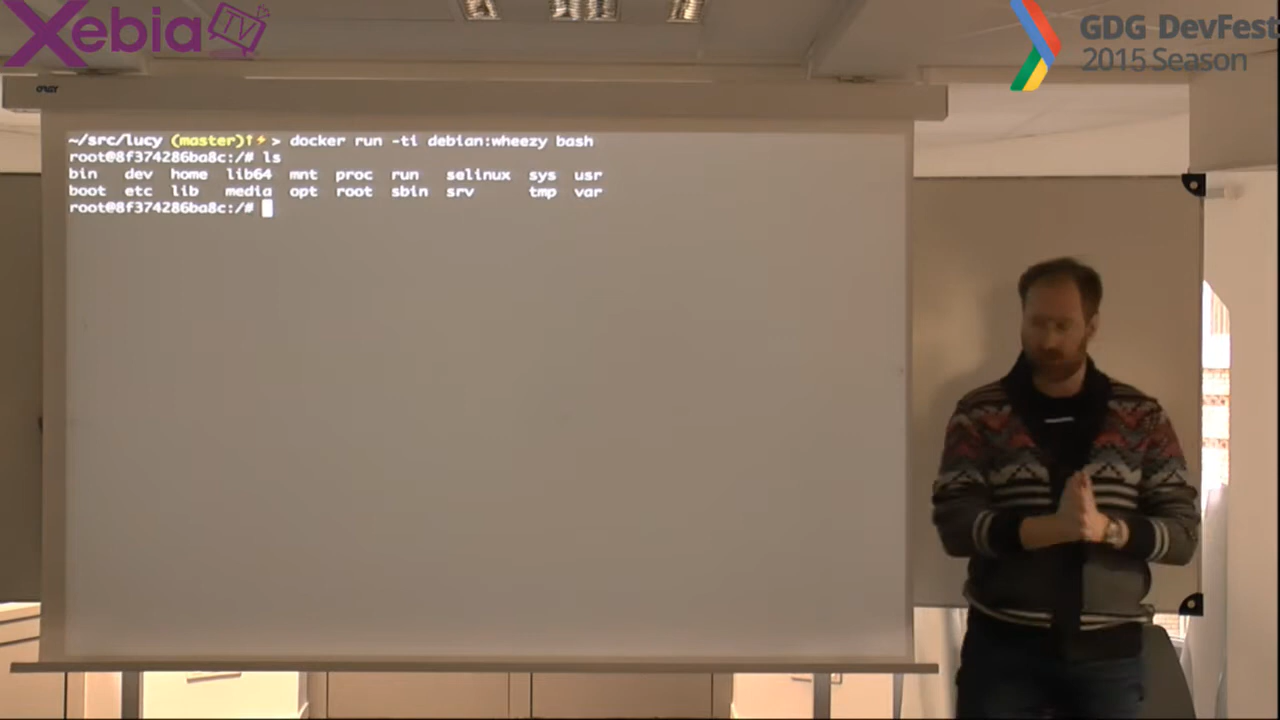 Xebia TV
GDG DevFest
2015 Season
~/src/lucy (master)↑⚡> docker run -ti debian:wheezy bash
root@8f374286ba8c:/# ls
bin dev home lib64 mnt proc run selinux sys usr
boot etc lib media opt root sbin srv tmp var
root@8f374286ba8c:/#